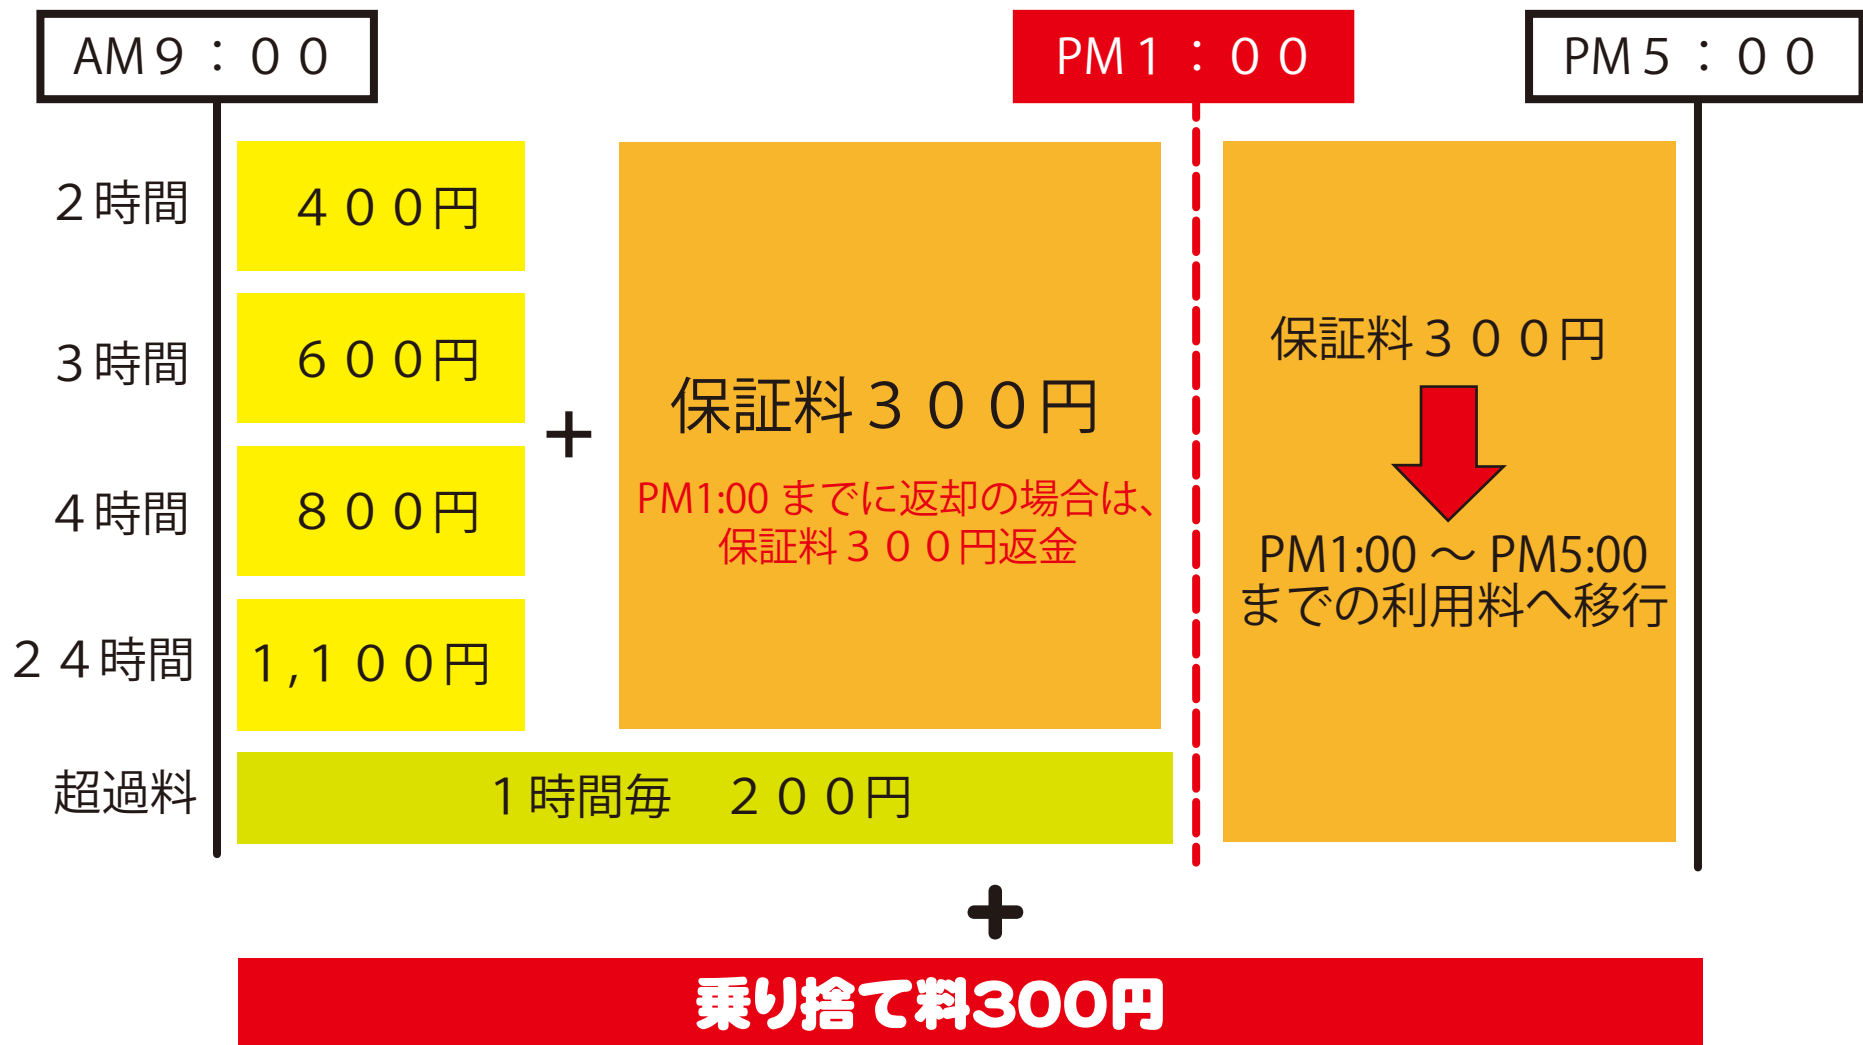 AM９：００
PM１：００
PM５：００
２時間
４００円
３時間
６００円
４時間
８００円
２４時間
１,１００円
＋
保証料３００円
PM1:00 までに返却の場合は、
保証料３００円返金
保証料３００円
PM1:00 ～ PM5:00
までの利用料へ移行
超過料
１時間毎　２００円
＋
乗り捨て料300円